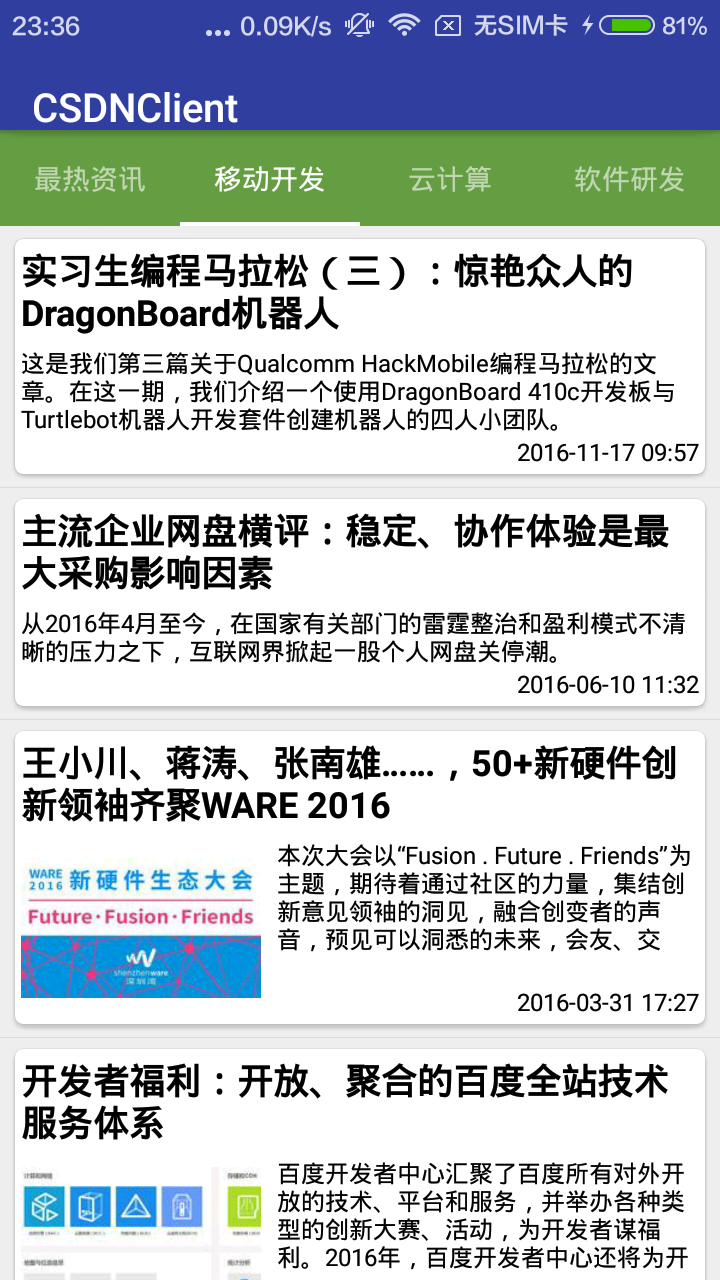 23:36 ... 0.09K/s 无SIM卡 81%
CSDNClient
最热资讯 移动开发 云计算 软件研发
实习生编程马拉松（三）：惊艳众人的
DragonBoard机器人
这是我们第三篇关于Qualcomm HackMobile编程马拉松的文
章。在这一期，我们介绍一个使用DragonBoard 410c开发板与
Turtlebot机器人开发套件创建机器人的四人小团队。
2016-11-17 09:57
主流企业网盘横评：稳定、协作体验是最
大采购影响因素
从2016年4月至今，在国家有关部门的雷霆整治和盈利模式不清
晰的压力之下，互联网界掀起一股个人网盘关停潮。
2016-06-10 11:32
王小川、蒋涛、张南雄……，50+新硬件创
新领袖齐聚WARE 2016
WARE
2016 新硬件生态大会
Future·Fusion·Friends
shenzhenware
深圳湾
本次大会以“Fusion . Future . Friends”为
主题，期待着通过社区的力量，集结创
新意见领袖的洞见，融合创变者的声
音，预见可以洞悉的未来，会友、交
2016-03-31 17:27
开发者福利：开放、聚合的百度全站技术
服务体系
计算和网络
百度开发者中心汇聚了百度所有对外开
放的技术、平台和服务，并举办各种类
型的创新大赛、活动，为开发者谋福
利。2016年，百度开发者中心还将为开